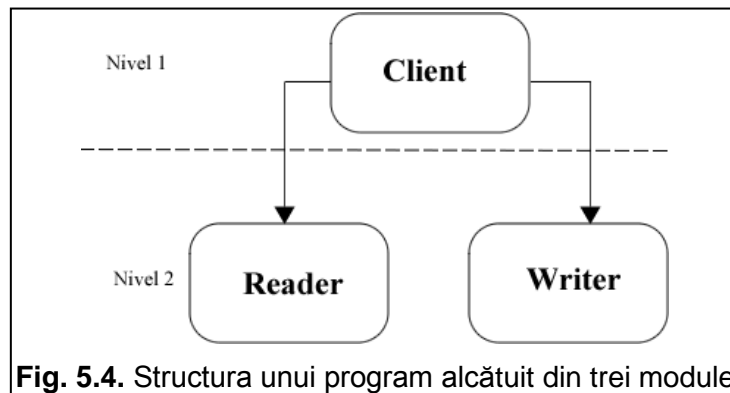 Nivel 1
Client
Nivel 2
Reader
Writer
Fig. 5.4. Structura unui program alcătuit din trei module